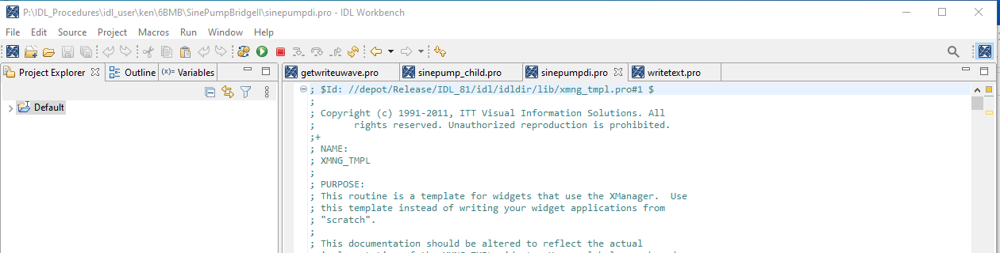 P:\IDL_Procedures\idl_user\ken\6BMB\SinePumpBridgeII\sinepumpdi.pro - IDL Workbench
File Edit Source Project Macros Run Window Help
Project Explorer Outline (x)= Variables
getwriteuwave.pro sinepump_child.pro sinepumpdi.pro writetext.pro
Default
; $Id: //depot/Release/IDL_81/idl/idldir/lib/xmng_tmpl.pro#1 $
;
; Copyright (c) 1991-2011, ITT Visual Information Solutions. All
;       rights reserved. Unauthorized reproduction is prohibited.
;+
; NAME:
; XMNG_TMPL
;
; PURPOSE:
; This routine is a template for widgets that use the XManager.  Use
; this template instead of writing your widget applications from
; "scratch".
;
; This documentation should be altered to reflect the actual